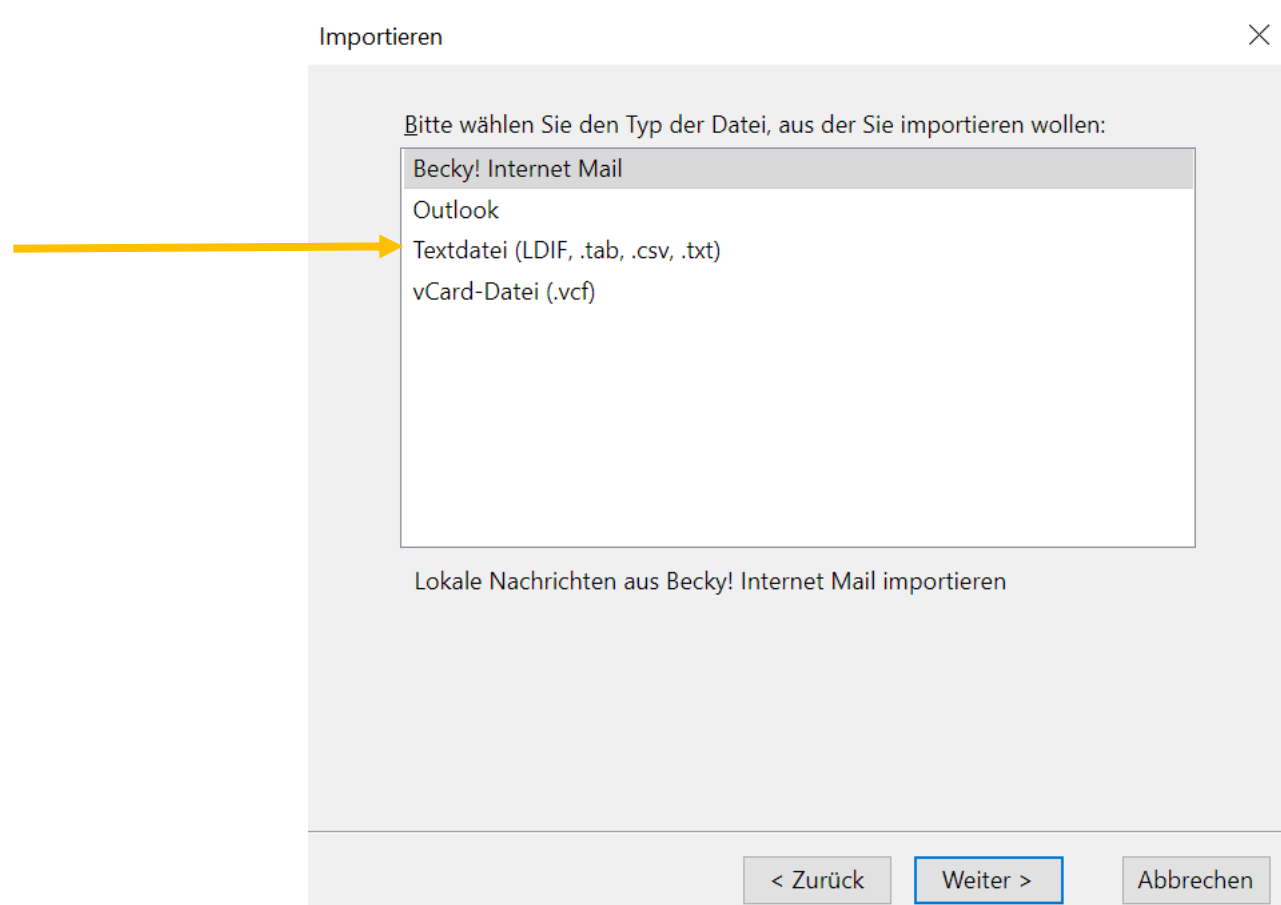 Importieren
Bitte wählen Sie den Typ der Datei, aus der Sie importieren wollen:
Becky! Internet Mail
Outlook
Textdatei (LDIF, .tab, .csv, .txt)
vCard-Datei (.vcf)
Lokale Nachrichten aus Becky! Internet Mail importieren
< Zurück
Weiter >
Abbrechen